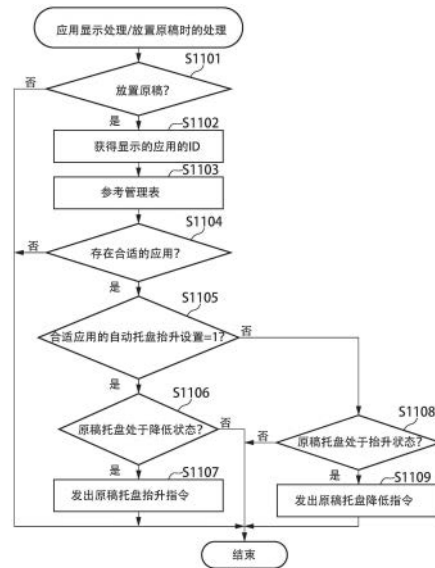 应用显示处理/放置原稿时的处理
S1101
否
放置原稿?
是
S1102
获得显示的应用的ID
S1103
参考管理表
S1104
否
存在合适的应用?
是
S1105
合适应用的自动托盘抬升设置=1?
否
是
S1106
原稿托盘处于降低状态?
否
S1108
否
原稿托盘处于抬升状态?
是
S1107
发出原稿托盘抬升指令
是
S1109
发出原稿托盘降低指令
结束